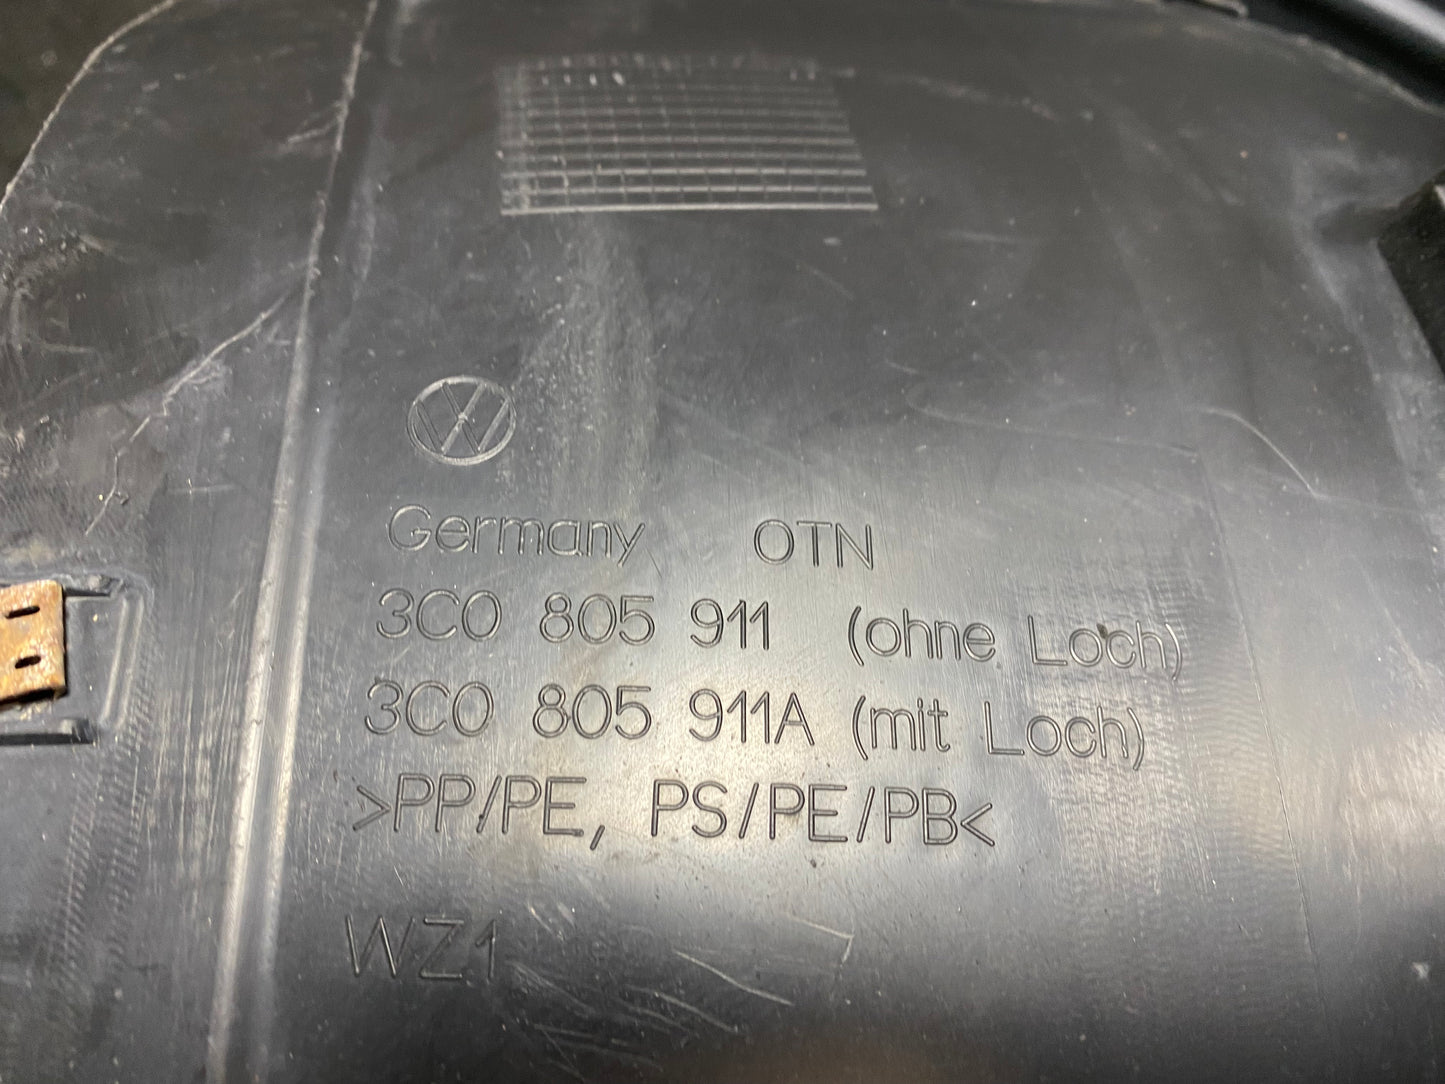 Germany OTN
3C0 805 911 (ohne Loch)
3C0 805 911A (mit Loch)
>PP/PE, PS/PE/PB<
WZ1